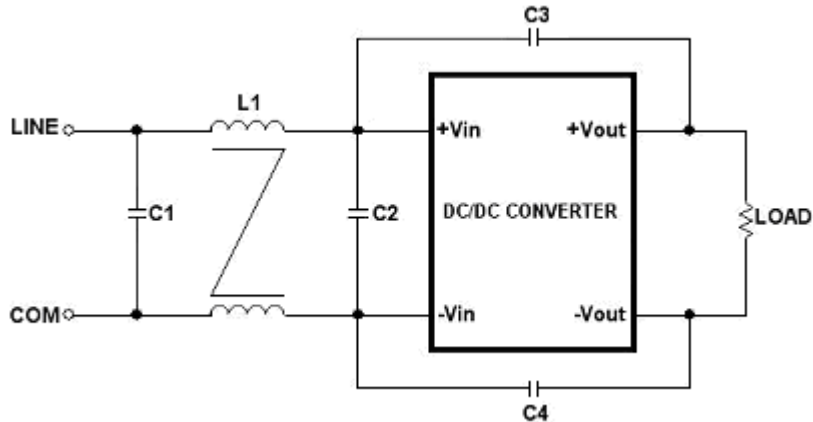 C3
L1
LINE
+Vin
+Vout
C1
C2
DC/DC CONVERTER
LOAD
COM
-Vin
-Vout
C4